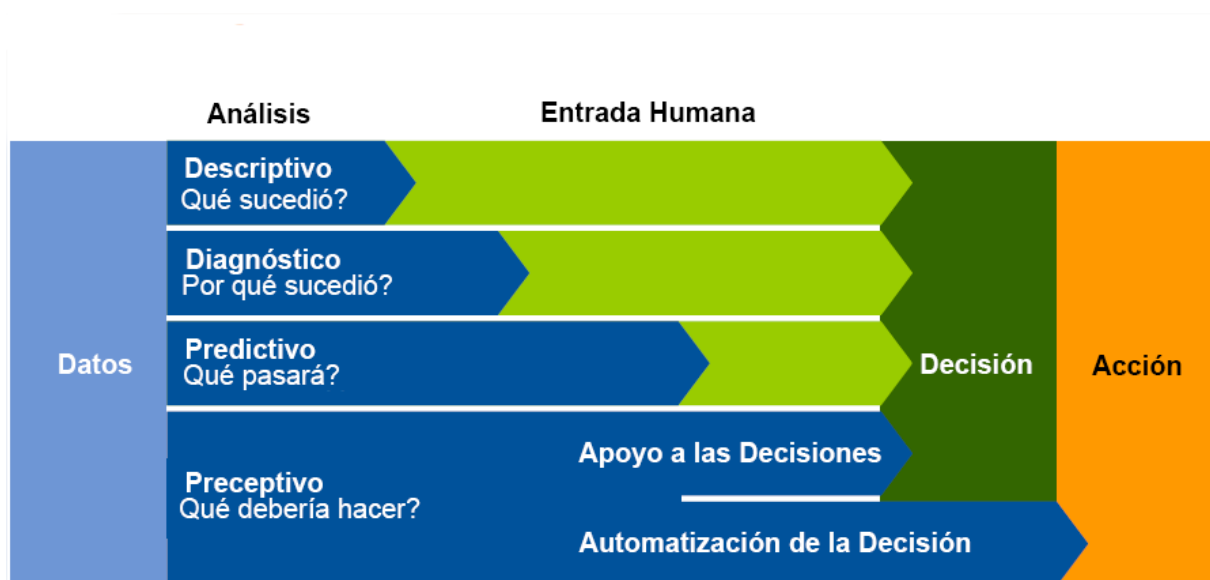 Análisis
Entrada Humana
Datos
Descriptivo
Qué sucedió?
Diagnóstico
Por qué sucedió?
Predictivo
Qué pasará?
Preceptivo
Qué debería hacer?
Apoyo a las Decisiones
Automatización de la Decisión
Decisión
Acción